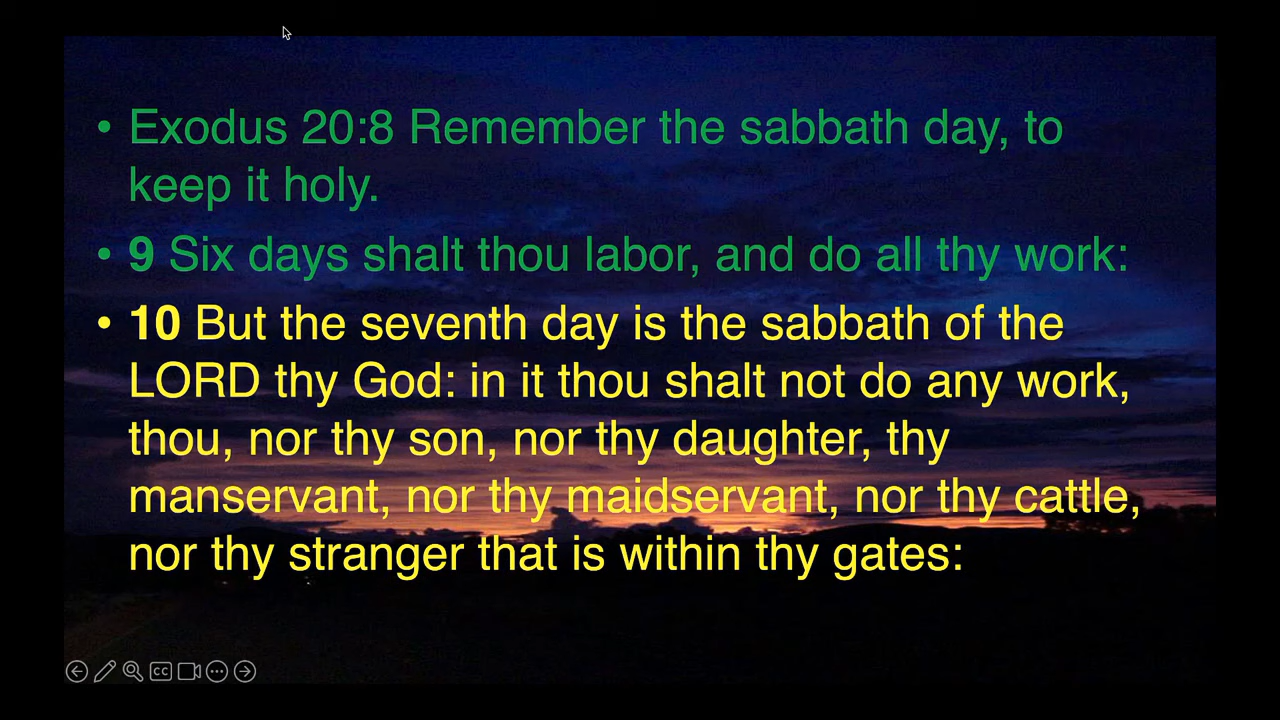 • Exodus 20:8 Remember the sabbath day, to
keep it holy.
• 9 Six days shalt thou labor, and do all thy work:
• 10 But the seventh day is the sabbath of the
LORD thy God: in it thou shalt not do any work,
thou, nor thy son, nor thy daughter, thy
manservant, nor thy maidservant, nor thy cattle,
nor thy stranger that is within thy gates:
CC